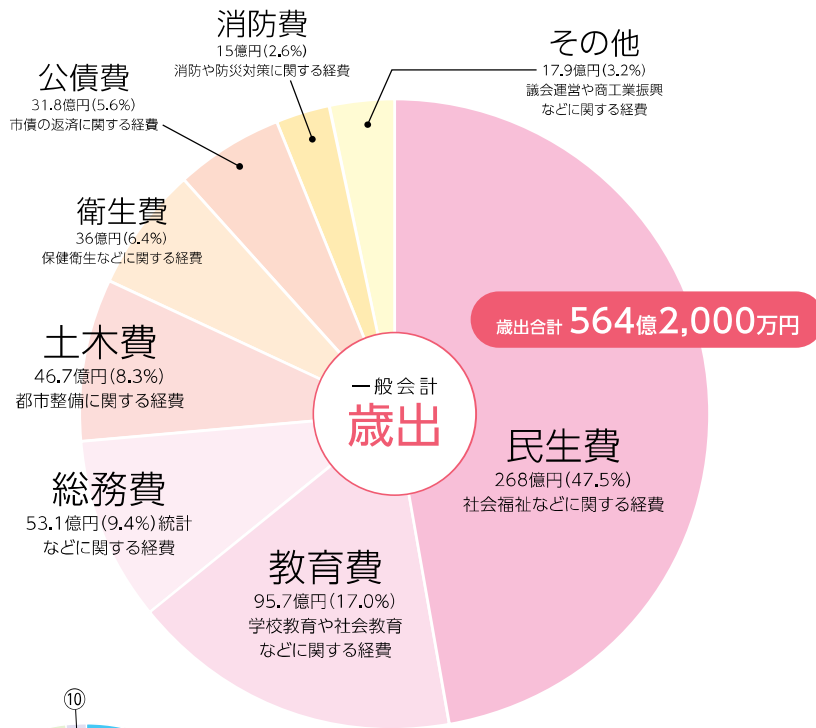 消防費
15億円(2.6%)
消防や防災対策に関する経費
その他
17.9億円(3.2%)
議会運営や商工業振興
などに関する経費
公債費
31.8億円(5.6%)
市債の返済に関する経費
衛生費
36億円(6.4%)
保健衛生などに関する経費
歳出合計 564億2,000万円
土木費
46.7億円(8.3%)
都市整備に関する経費
一般会計
歳出
民生費
268億円(47.5%)
社会福祉などに関する経費
総務費
53.1億円(9.4%)統計
などに関する経費
教育費
95.7億円(17.0%)
学校教育や社会教育
などに関する経費
⑩